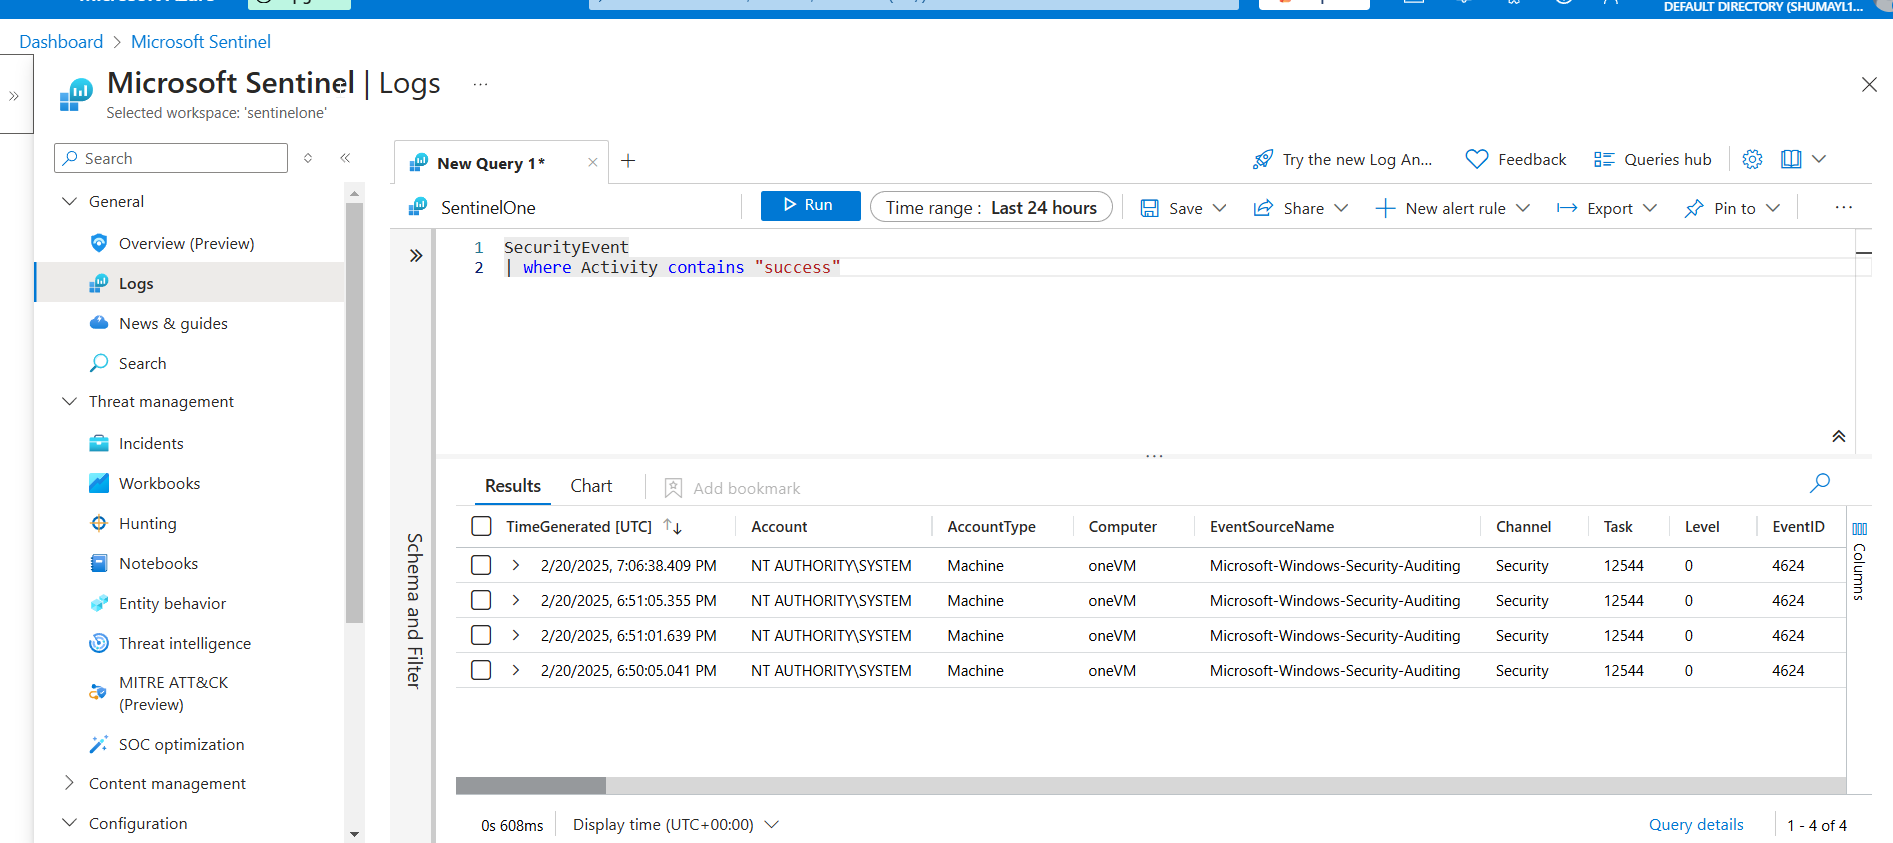 DEFAULT DIRECTORY (SHUMAYL1...
Dashboard > Microsoft Sentinel
Microsoft Sentinel | Logs ...
Selected workspace: 'sentinelone'
Search
General
Overview (Preview)
Logs
News & guides
Search
Threat management
Incidents
Workbooks
Hunting
Notebooks
Entity behavior
Threat intelligence
MITRE ATT&CK
(Preview)
SOC optimization
Content management
Configuration
New Query 1*
Try the new Log An... Feedback Queries hub
SentinelOne
Run Time range : Last 24 hours Save Share New alert rule Export Pin to ...
1 SecurityEvent
2 | where Activity contains "success"
Schema and Filter
Results Chart Add bookmark
TimeGenerated [UTC] Account AccountType Computer EventSourceName Channel Task Level EventID
2/20/2025, 7:06:38.409 PM NT AUTHORITY\SYSTEM Machine oneVM Microsoft-Windows-Security-Auditing Security 12544 0 4624
2/20/2025, 6:51:05.355 PM NT AUTHORITY\SYSTEM Machine oneVM Microsoft-Windows-Security-Auditing Security 12544 0 4624
2/20/2025, 6:51:01.639 PM NT AUTHORITY\SYSTEM Machine oneVM Microsoft-Windows-Security-Auditing Security 12544 0 4624
2/20/2025, 6:50:05.041 PM NT AUTHORITY\SYSTEM Machine oneVM Microsoft-Windows-Security-Auditing Security 12544 0 4624
Columns
0s 608ms Display time (UTC+00:00) Query details 1 - 4 of 4